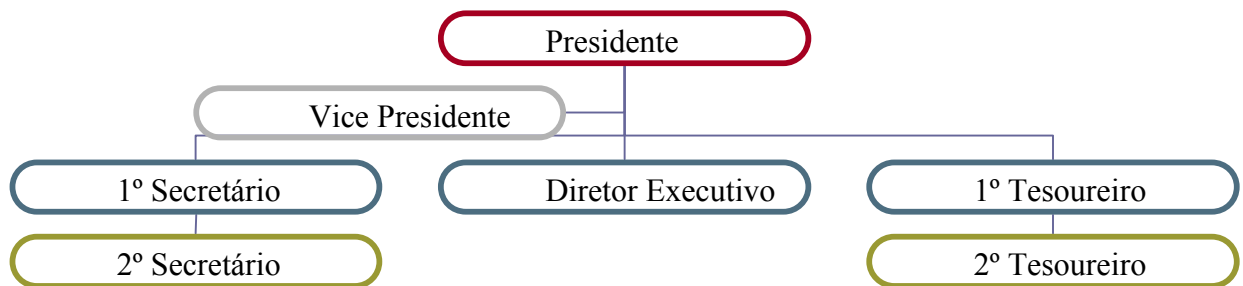 Presidente
Vice Presidente
1º Secretário
Diretor Executivo
1º Tesoureiro
2º Secretário
2º Tesoureiro